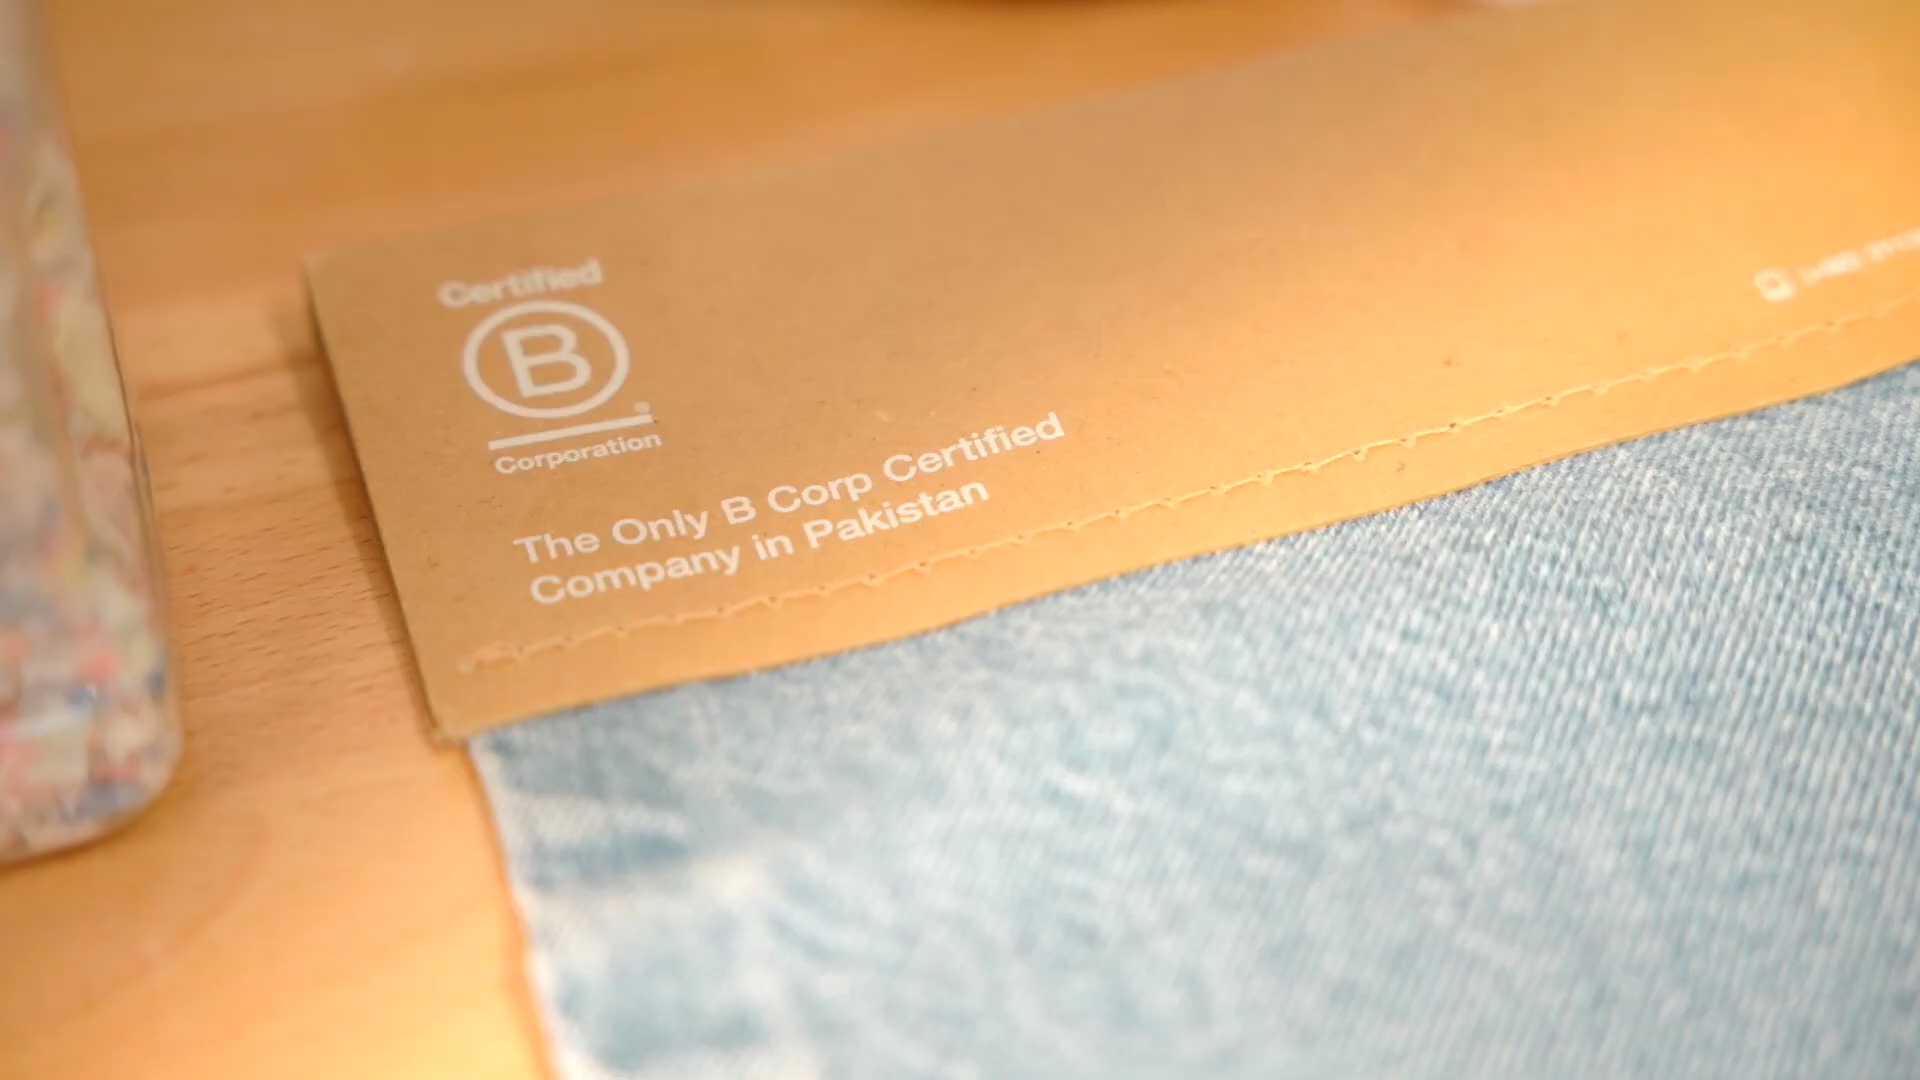 Certified
B
®
Corporation
The Only B Corp Certified
Company in Pakistan